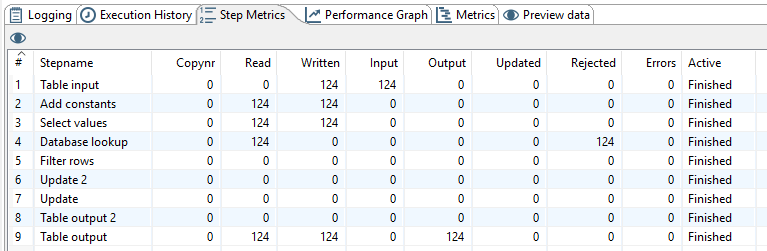 Logging Execution History Step Metrics Performance Graph Metrics Preview data
# Stepname Copynr Read Written Input Output Updated Rejected Errors Active
1 Table input 0 0 124 124 0 0 0 0 Finished
2 Add constants 0 124 124 0 0 0 0 0 Finished
3 Select values 0 124 124 0 0 0 0 0 Finished
4 Database lookup 0 124 0 0 0 0 124 0 Finished
5 Filter rows 0 0 0 0 0 0 0 0 Finished
6 Update 2 0 0 0 0 0 0 0 0 Finished
7 Update 0 0 0 0 0 0 0 0 Finished
8 Table output 2 0 0 0 0 0 0 0 0 Finished
9 Table output 0 124 124 0 124 0 0 0 Finished